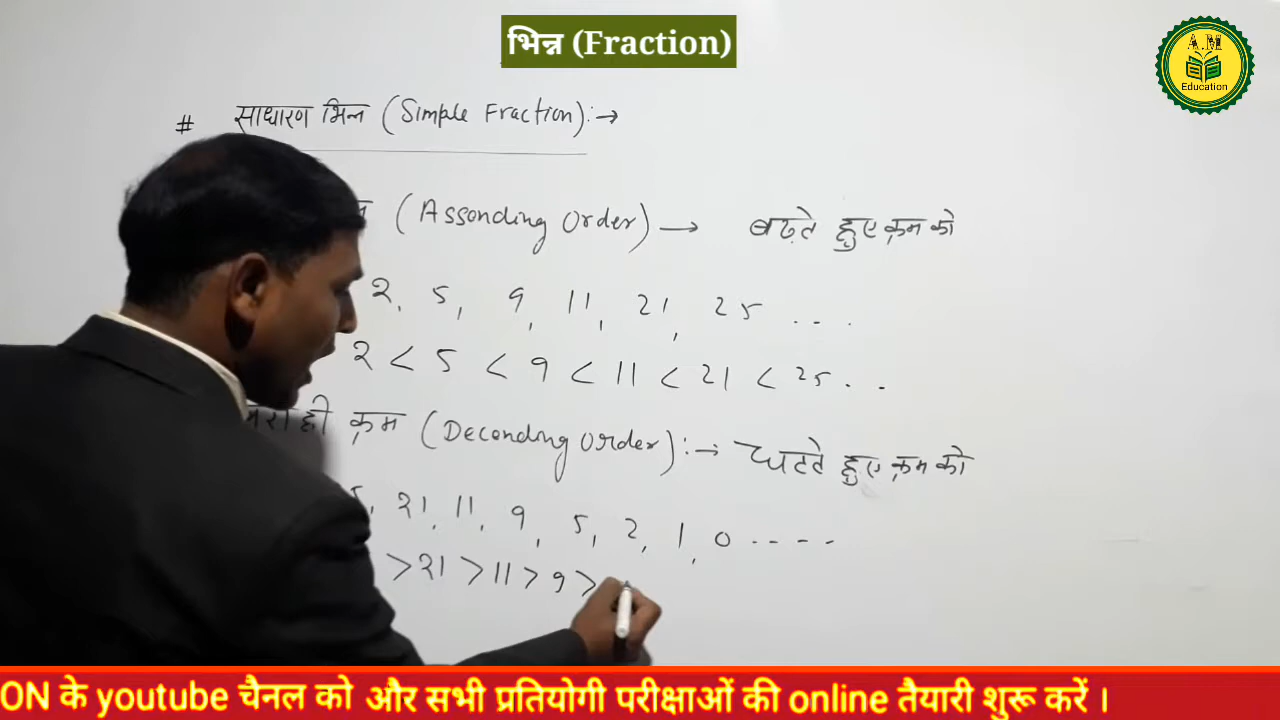 भिन्न (Fraction)
A.M
Education
# साधारण भिन्न (Simple Fraction):→
(Assending Order) → बढ़ते हुए क्रम को
2, 5, 9, 11, 21, 25 ...
2 < 5 < 9 < 11 < 21 < 25 ..
क्रम (Decending Order):→ घटते हुए क्रम को
21, 11, 9, 5, 2, 1, 0 ----
>21 >11 > 9 >
ON के youtube चैनल को और सभी प्रतियोगी परीक्षाओं की online तैयारी शुरू करें ।